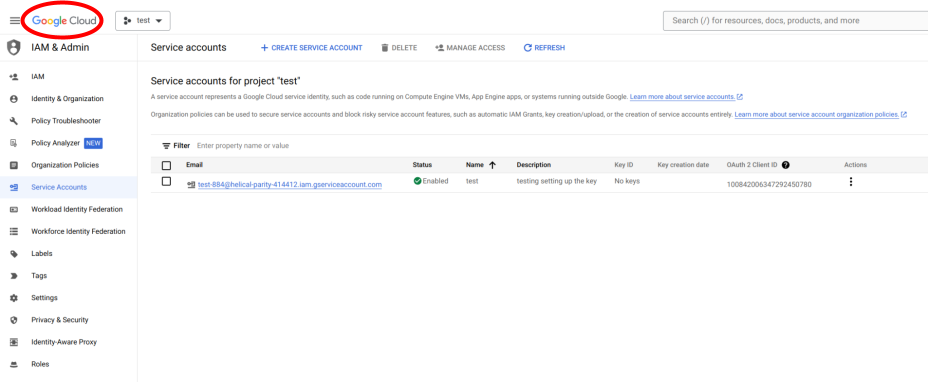 Google Cloud
test
Search (/) for resources, docs, products, and more
IAM & Admin
Service accounts
+ CREATE SERVICE ACCOUNT
DELETE
MANAGE ACCESS
REFRESH
IAM
Identity & Organization
Policy Troubleshooter
Policy Analyzer NEW
Organization Policies
Service Accounts
Workload Identity Federation
Workforce Identity Federation
Labels
Tags
Settings
Privacy & Security
Identity-Aware Proxy
Roles
Service accounts for project "test"
A service account represents a Google Cloud service identity, such as code running on Compute Engine VMs, App Engine apps, or systems running outside Google. Learn more about service accounts.
Organization policies can be used to secure service accounts and block risky service account features, such as automatic IAM Grants, key creation/upload, or the creation of service accounts entirely. Learn more about service account organization policies.
Filter Enter property name or value
Email Status Name Description Key ID Key creation date OAuth 2 Client ID Actions
test-884@helical-parity-414412.iam.gserviceaccount.com Enabled test testing setting up the key No keys 100842006347292450780